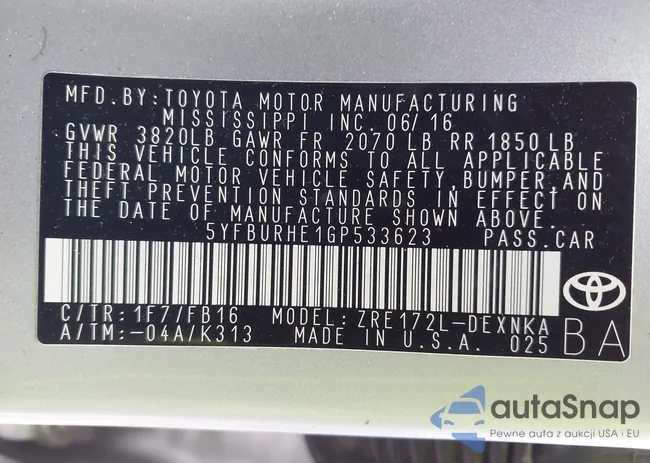 MFD. BY: TOYOTA MOTOR MANUFACTURING
MISSISSIPPI INC. 06/16
GVWR 3820LB GAWR FR 2070 LB RR 1850 LB
THIS VEHICLE CONFORMS TO ALL APPLICABLE
FEDERAL MOTOR VEHICLE SAFETY, BUMPER, AND
THEFT PREVENTION STANDARDS IN EFFECT ON
THE DATE OF MANUFACTURE SHOWN ABOVE.
5YFBURHE1GP533623 PASS. CAR
C/TR: 1F7/FB16 MODEL: ZRE172L-DEXNKA
A/TM: -04A/K313 MADE IN U.S.A. 025 BA
autoSnap
Pewne auta z aukcji USA i EU